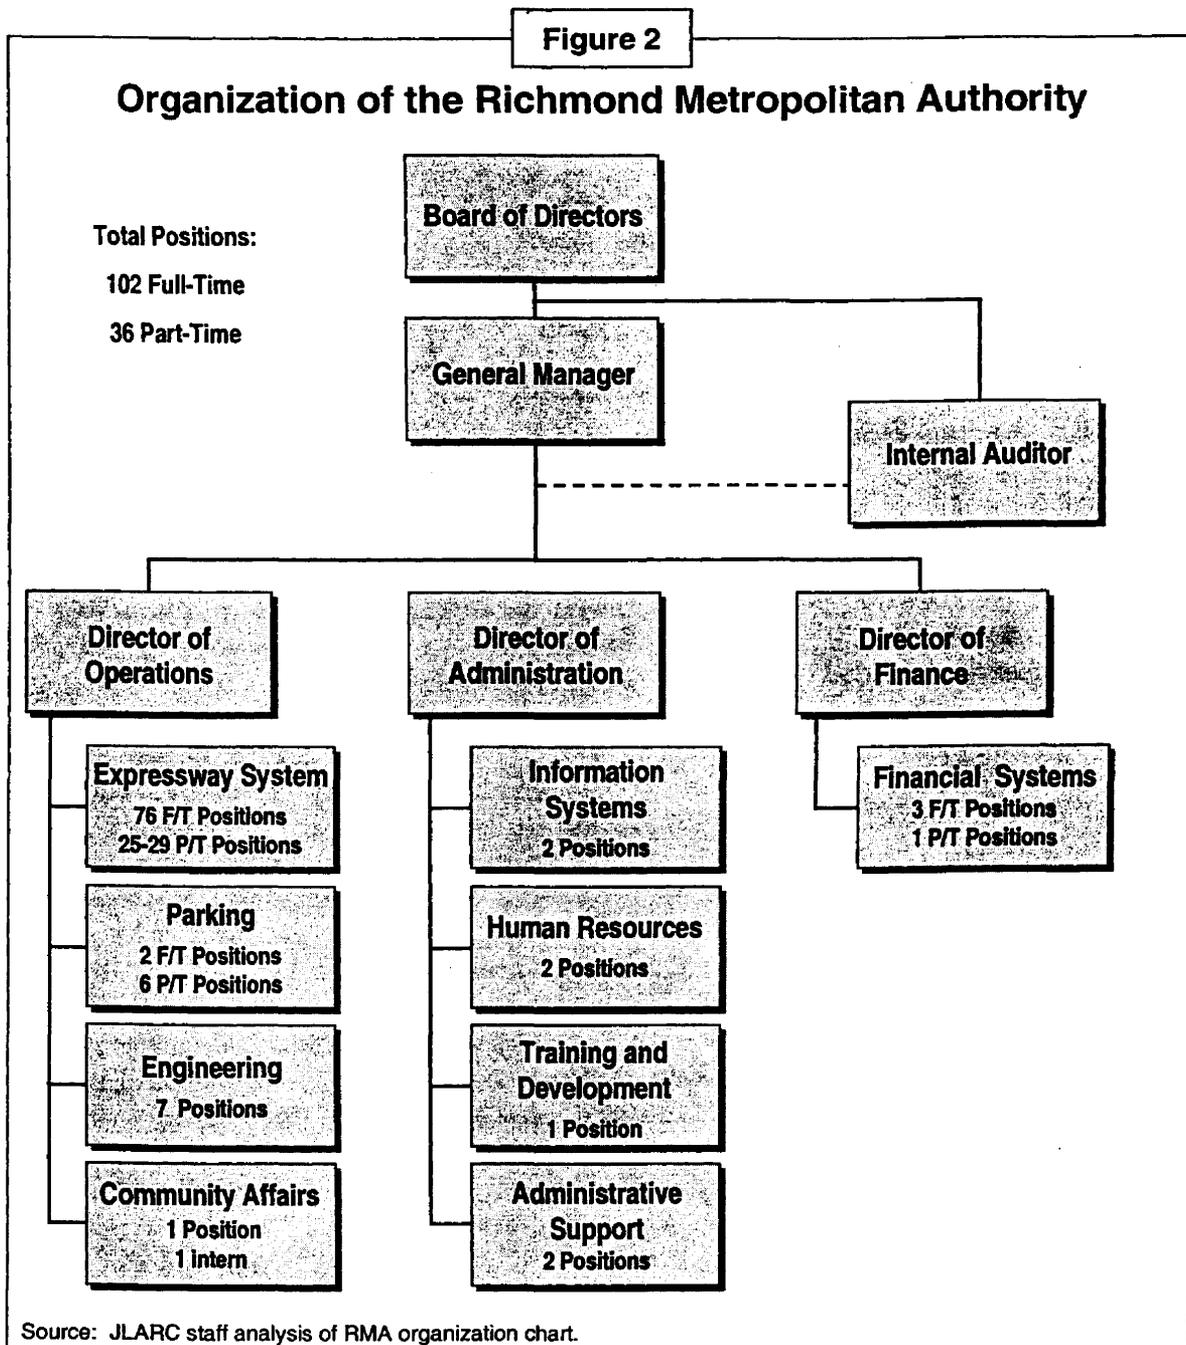 Figure 2
Organization of the Richmond Metropolitan Authority
Total Positions:
102 Full-Time
36 Part-Time
Board of Directors
General Manager
Internal Auditor
Director of
Operations
Expressway System
76 F/T Positions
25-29 P/T Positions
Parking
2 F/T Positions
6 P/T Positions
Engineering
7 Positions
Community Affairs
1 Position
1 intern
Director of
Administration
Information
Systems
2 Positions
Human Resources
2 Positions
Training and
Development
1 Position
Administrative
Support
2 Positions
Director of
Finance
Financial Systems
3 F/T Positions
1 P/T Positions
Source: JLARC staff analysis of RMA organization chart.